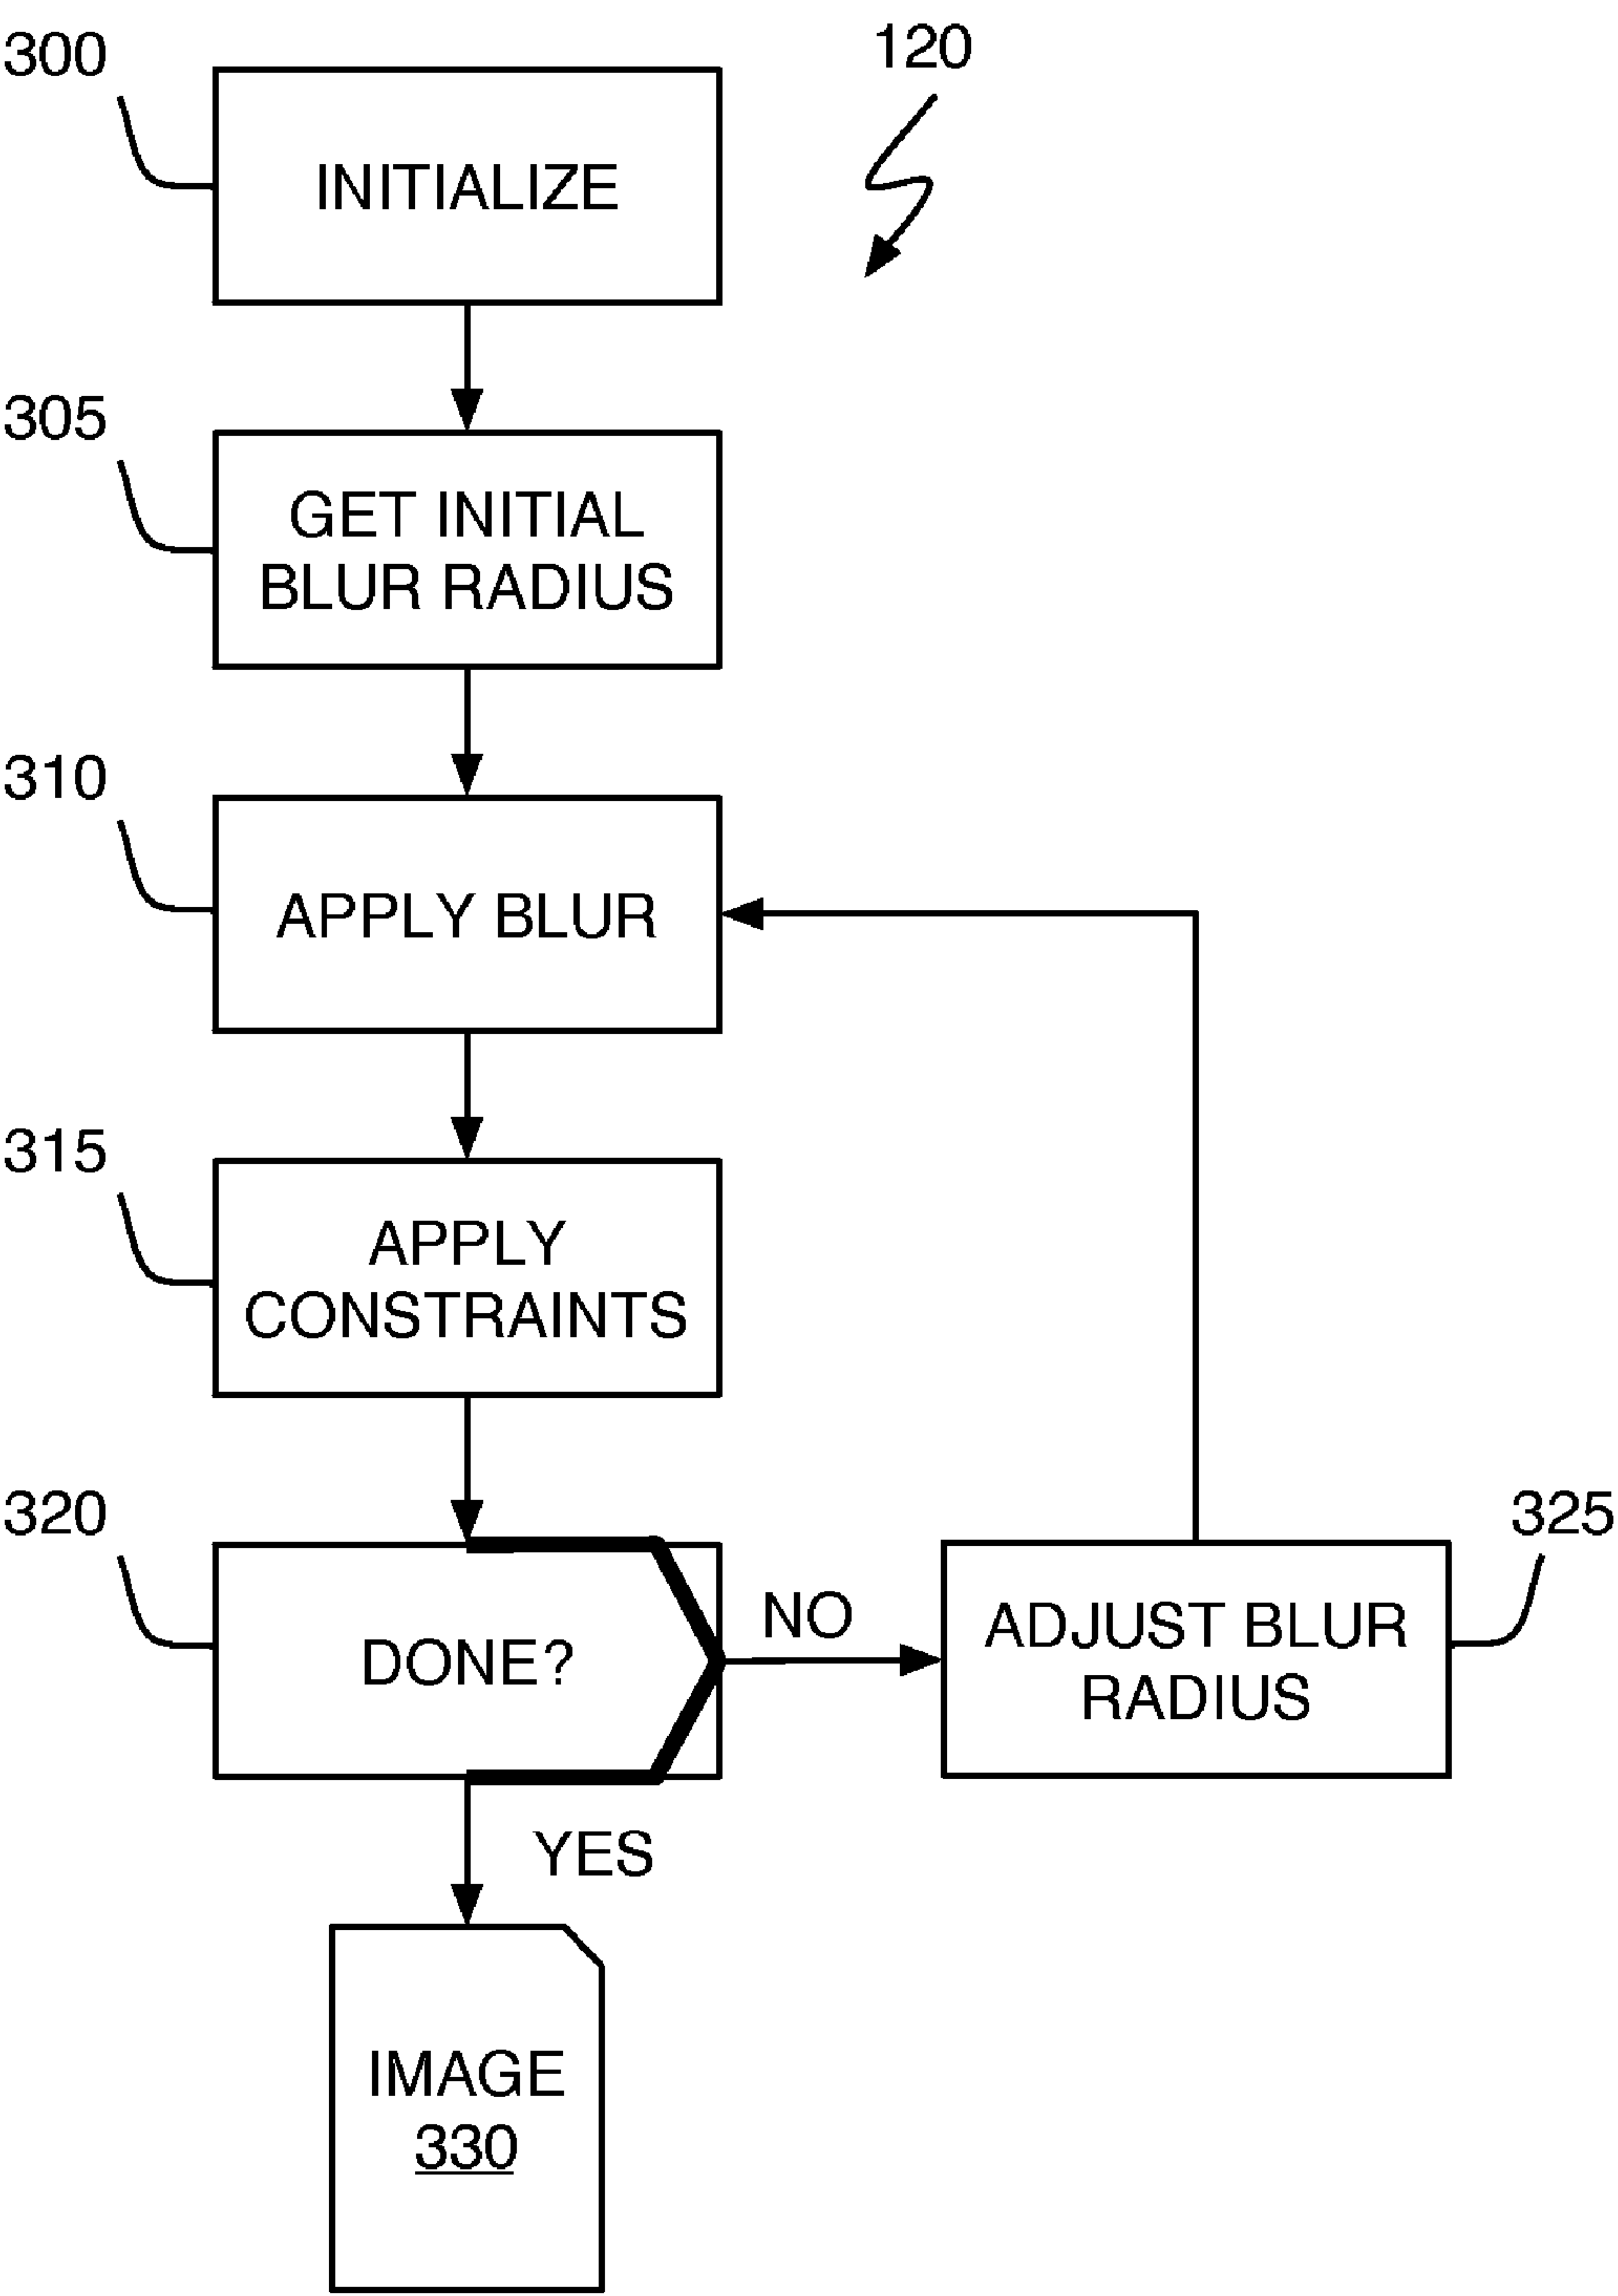 300
120
INITIALIZE
305
GET INITIAL
BLUR RADIUS
310
APPLY BLUR
315
APPLY
CONSTRAINTS
320
325
DONE?
NO
ADJUST BLUR
RADIUS
YES
IMAGE
330